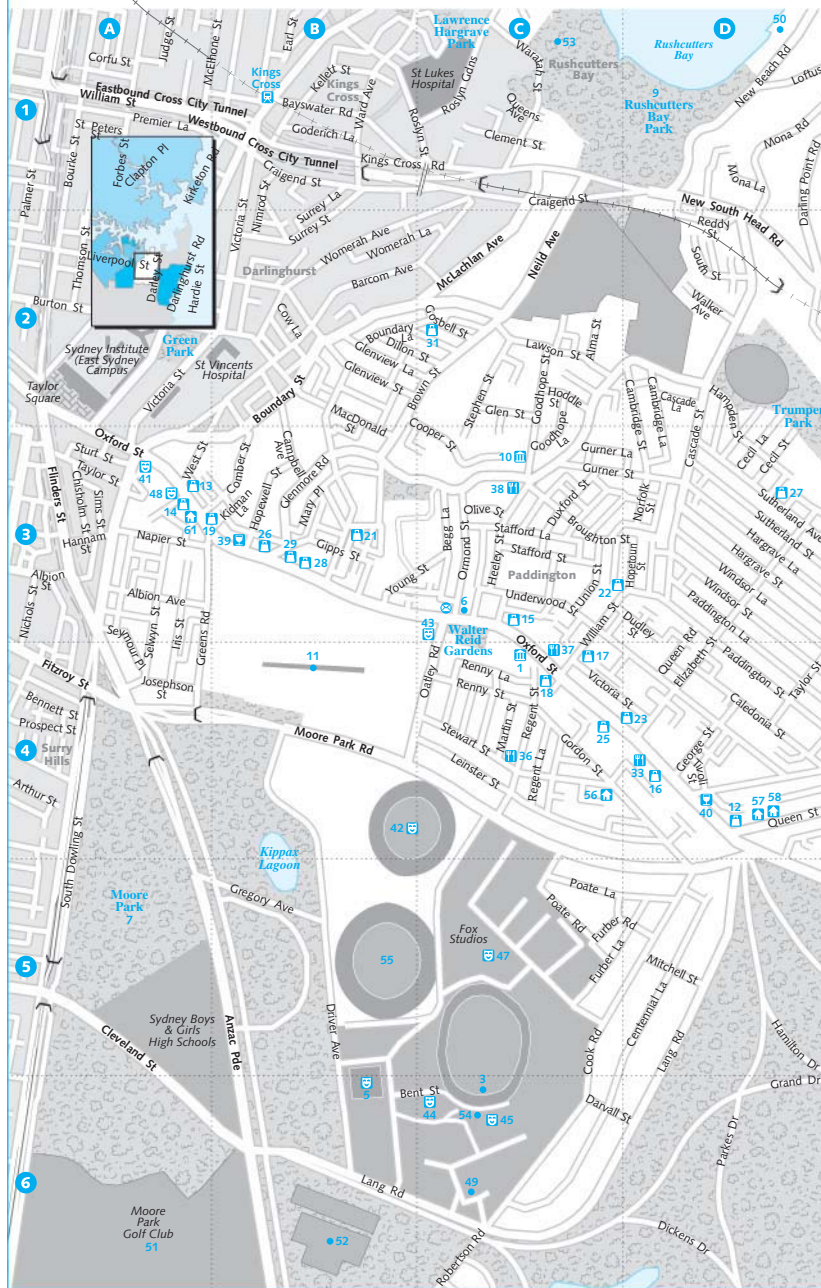 A
B
C
D
1
2
3
4
5
6
Corfu St
Judge St
McElhone St
Earl St
Kings
Cross
Kellett St
Kings
Cross
Ward Ave
Bayswater Rd
Goderich La
Lawrence
Hargrave
Park
St Lukes
Hospital
Roslyn Gdns
Roslyn St
Waratah St
53
Rushcutters
Bay
Queens Ave
Clement St
Rushcutters
Bay
50
9
Rushcutters
Bay
Park
New Beach Rd
Loftus
Mona Rd
Mona La
Darling Point Rd
Eastbound Cross City Tunnel
William St
Premier La
Westbound Cross City Tunnel
Kings Cross Rd
St Peters
St
Bourke St
Palmer St
Forbes St
Clapton Pl
Kirketon Rd
Craigend St
Craigend St
New South Head Rd
Reddy
St
South St
Walker
Ave
Victoria St
Nimrod St
Surrey La
Surrey St
Womerah Ave
Womerah La
Barcom Ave
McLachlan Ave
Neild Ave
Thomson St
Liverpool St
Darley St
Darlinghurst Rd
Hardie St
Darlinghurst
Burton St
Green
Park
Cow La
Sydney Institute
(East Sydney
Campus
St Vincents
Hospital
Taylor
Square
Victoria St
Boundary St
Boundary
La
Gosbell St
31
Dillon St
Glenview La
Glenview St
Brown St
MacDonald
St
Cooper St
Stephen St
Lawson St
Alma St
Goodhope St
Hoddle
St
Glen St
Goodhope
La
Cambridge St
Cambridge La
Cascade
La
Cascade St
Hampden St
Trumper
Park
Cecil La
Cecil St
27
Sutherland Ave
Sutherland St
Hargrave La
Hargrave St
Windsor La
Windsor St
Paddington La
Paddington St
Taylor St
Oxford St
Sturt St
Taylor St
Flinders St
Chisholm St
Sims St
Hannam
St
41
48
14
61
13
19
West St
Comber St
Kidman
La
Hopewell St
Campbell
Ave
Glenmore Rd
Mary Pl
39
26
29
28
21
Gipps St
Napier St
10
38
Gurner La
Gurner St
Norfolk
St
Olive St
Duxford St
Broughton St
Stafford La
Stafford St
Begg La
Ormond St
Heeley St
Paddington
Hopetoun
St
22
Union St
Young St
6
Underwood
St
15
William St
Dudley
St
Queen Rd
Elizabeth St
Albion
St
Nichols St
Albion Ave
Selwyn St
Iris St
Greens Rd
Seymour Pl
Josephson
St
43
Walter
Reid
Gardens
Oatley Rd
11
1
Oxford St
37
17
18
Renny La
Renny St
Victoria St
23
Caledonia St
Fitzroy St
Bennett St
Prospect St
Surry
Hills
Arthur St
South Dowling St
Moore Park Rd
Stewart St
Leinster St
Martin St
Regent St
Regent La
36
Gordon St
25
33
16
56
George St
Tivoli
St
40
12
57
58
Queen St
42
Kippax
Lagoon
Moore
Park
7
Gregory Ave
55
Fox
Studios
47
Poate La
Poate Rd
Furber Rd
Furber La
Mitchell St
Centennial La
Lang Rd
Cook Rd
Darvall St
Hamilton Dr
Grand Dr
Parkes Dr
Cleveland St
Sydney Boys
& Girls
High Schools
Anzac Pde
Driver Ave
5
Bent St
44
3
54
45
49
Lang Rd
Robertson Rd
Dickens Dr
Moore
Park
Golf Club
51
52